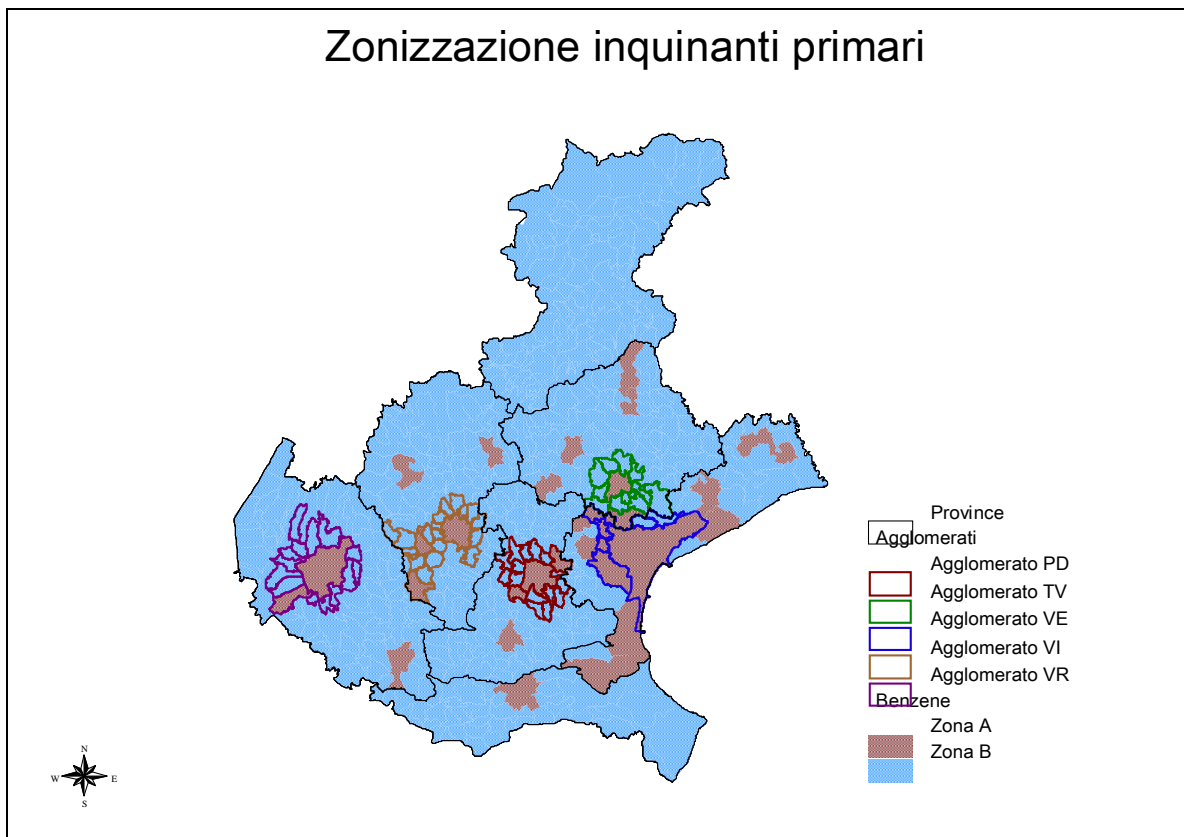 Zonizzazione inquinanti primari
Province
Agglomerati
Agglomerato PD
Agglomerato TV
Agglomerato VE
Agglomerato VI
Agglomerato VR
Benzene
Zona A
Zona B
N
W E
S